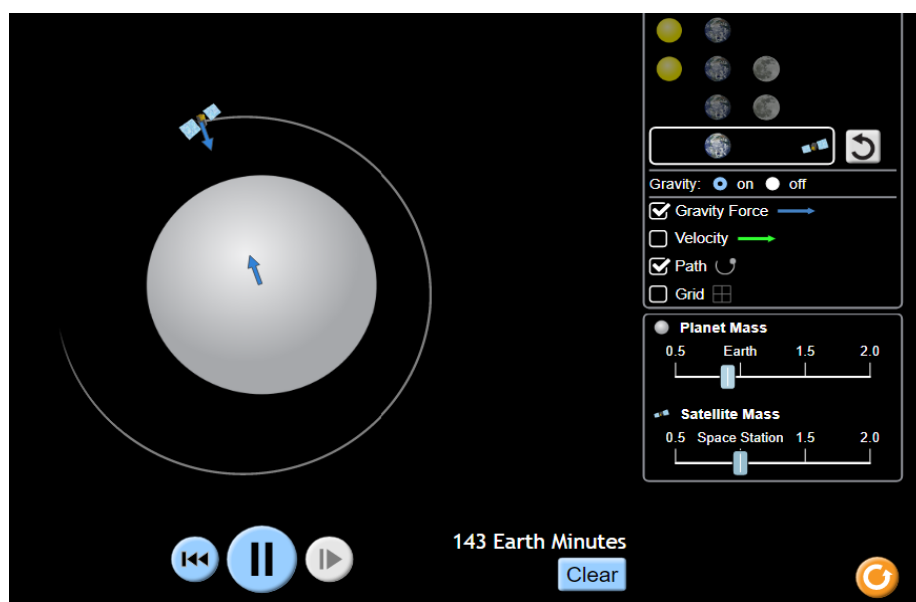 Gravity: on off
Gravity Force
Velocity
Path
Grid
Planet Mass
0.5 Earth 1.5 2.0
Satellite Mass
0.5 Space Station 1.5 2.0
143 Earth Minutes
Clear